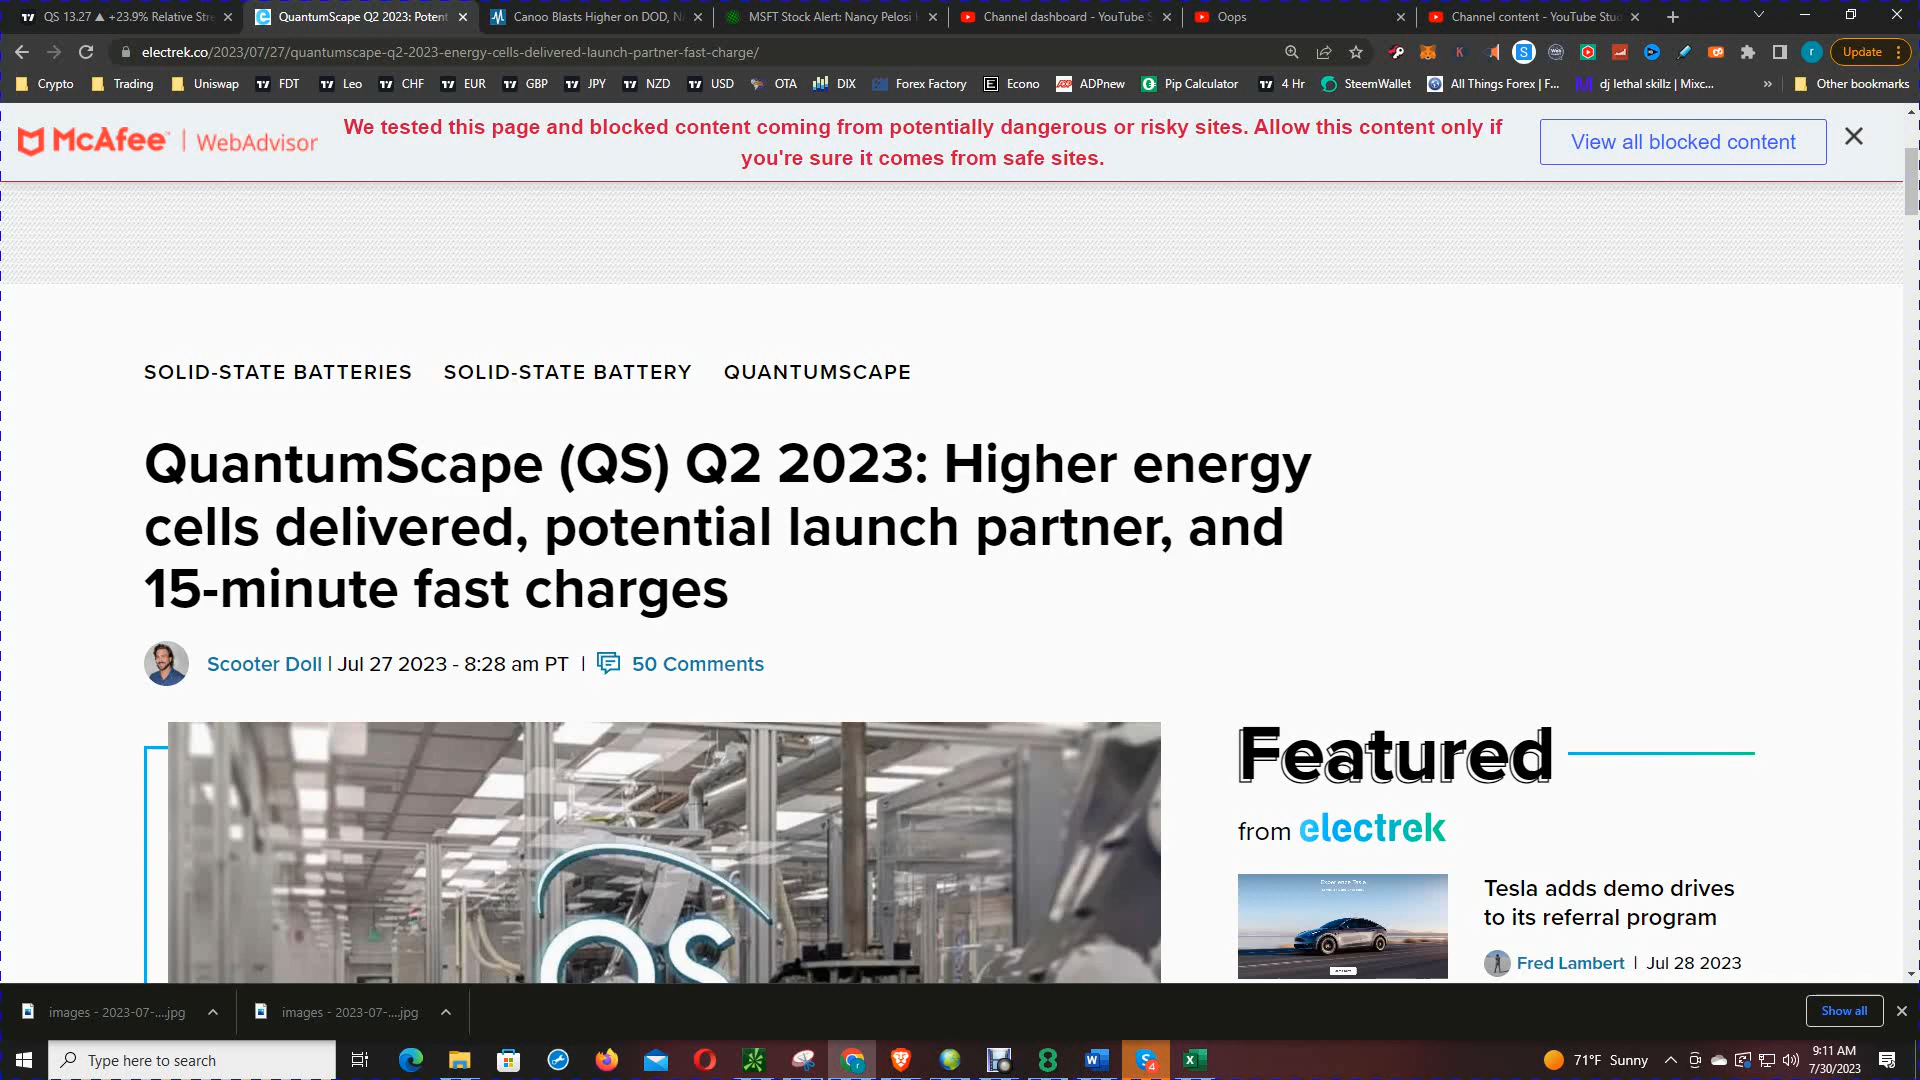 QS 13.27 ▲ +23.9% Relative Stre
QuantumScape Q2 2023: Potent
Canoo Blasts Higher on DOD, N
MSFT Stock Alert: Nancy Pelosi
Channel dashboard - YouTube S
Oops
Channel content - YouTube Stu
electrek.co/2023/07/27/quantumscape-q2-2023-energy-cells-delivered-launch-partner-fast-charge/
Update
Crypto
Trading
Uniswap
FDT
Leo
CHF
EUR
GBP
JPY
NZD
USD
OTA
DIX
Forex Factory
Econo
ADPnew
Pip Calculator
4 Hr
SteemWallet
All Things Forex | F...
dj lethal skillz | Mixc...
Other bookmarks
McAfee™ | WebAdvisor
We tested this page and blocked content coming from potentially dangerous or risky sites. Allow this content only if
you're sure it comes from safe sites.
View all blocked content
SOLID-STATE BATTERIES
SOLID-STATE BATTERY
QUANTUMSCAPE
QuantumScape (QS) Q2 2023: Higher energy
cells delivered, potential launch partner, and
15-minute fast charges
Scooter Doll | Jul 27 2023 - 8:28 am PT | 50 Comments
QS
Featured
from electrek
Tesla adds demo drives
to its referral program
Fred Lambert | Jul 28 2023
images - 2023-07-....jpg
images - 2023-07-....jpg
Show all
Type here to search
71°F Sunny
9:11 AM
7/30/2023